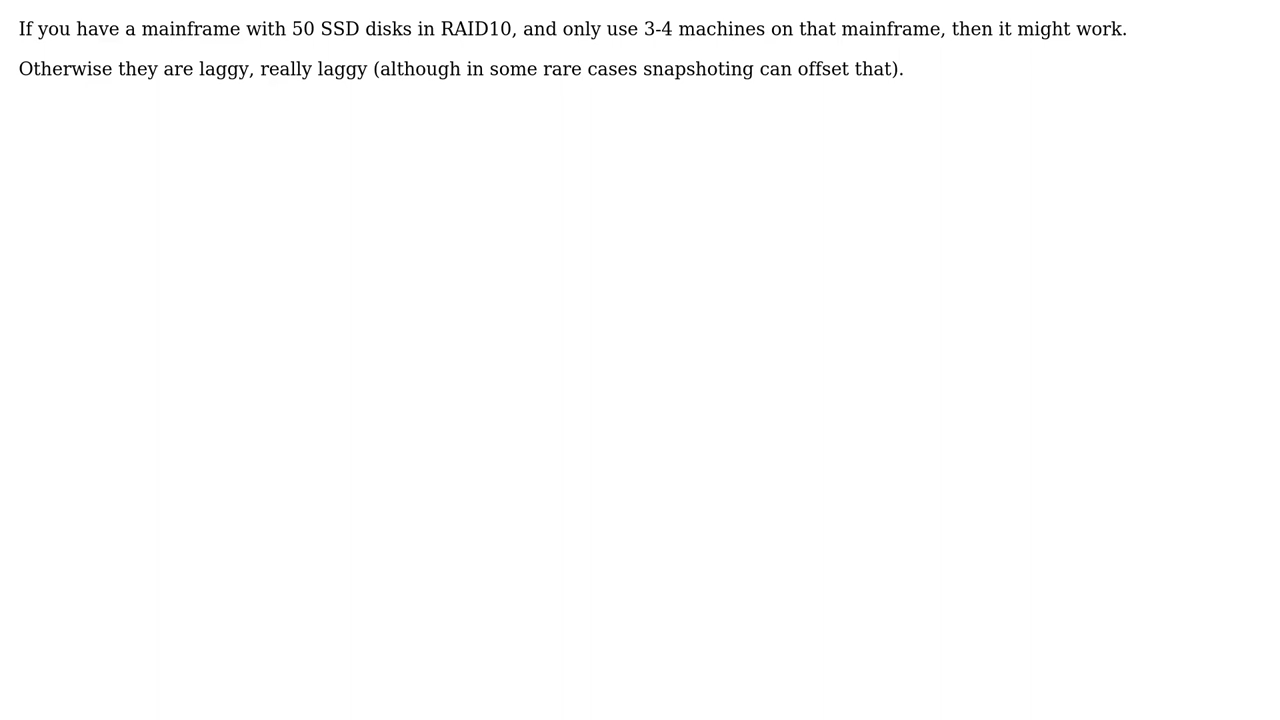 If you have a mainframe with 50 SSD disks in RAID10, and only use 3-4 machines on that mainframe, then it might work.
Otherwise they are laggy, really laggy (although in some rare cases snapshoting can offset that).